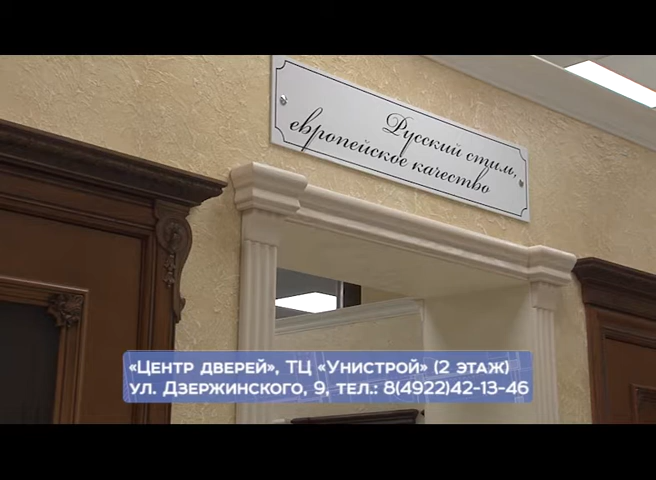 Русский стиль,
европейское качество
«Центр дверей», ТЦ «Унистрой» (2 этаж)
ул. Дзержинского, 9, тел.: 8(4922)42-13-46